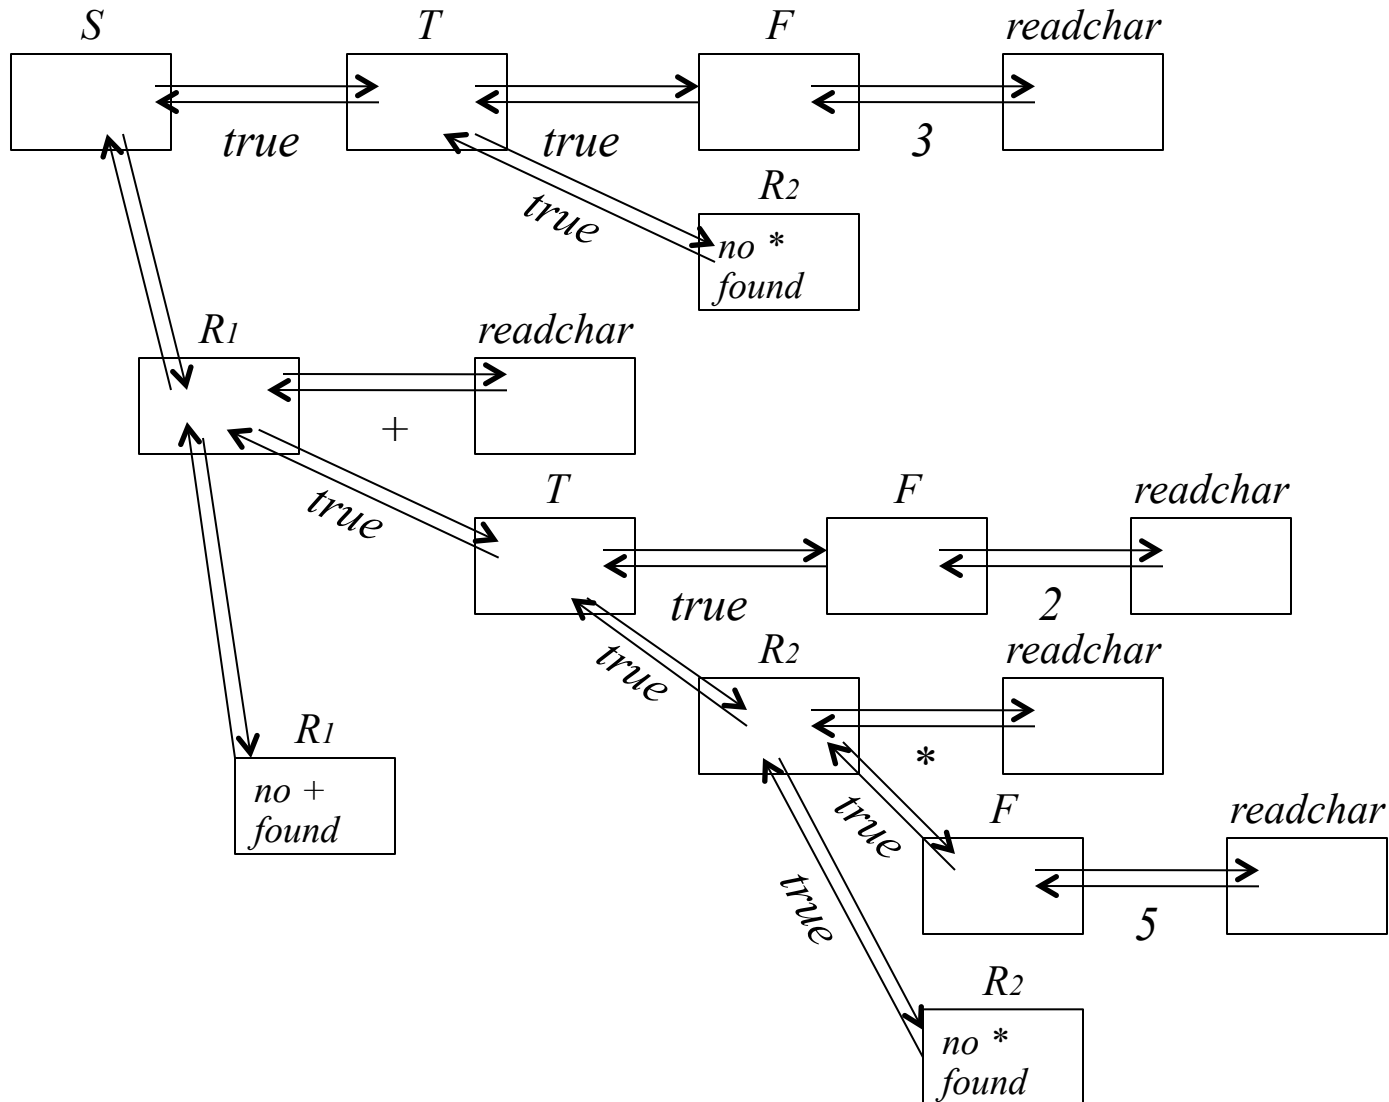 S T F readchar
true true 3
R2
true
no *
found
R1 readchar
+
T F readchar
true
true 2
R2 readchar
true
R1 *
no +
found
true F readchar
true 5
R2
no *
found